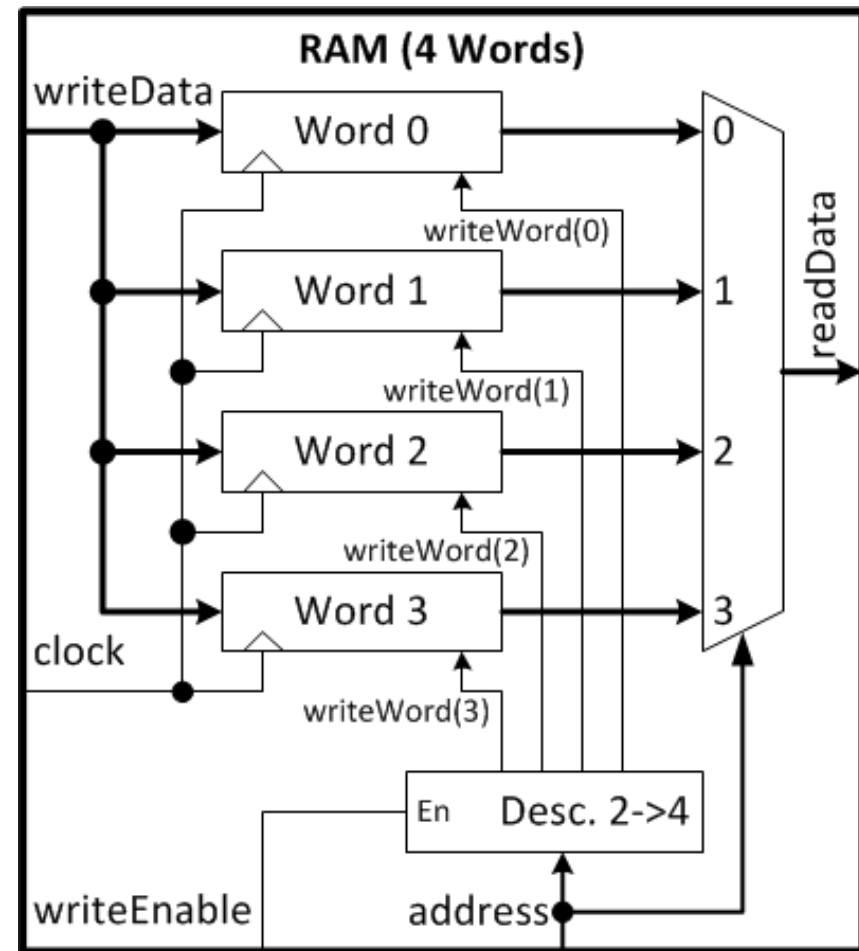 RAM (4 Words)
writeData
Word 0
0
writeWord(0)
readData
Word 1
1
writeWord(1)
Word 2
2
writeWord(2)
Word 3
3
clock
writeWord(3)
En
Desc. 2->4
writeEnable
address